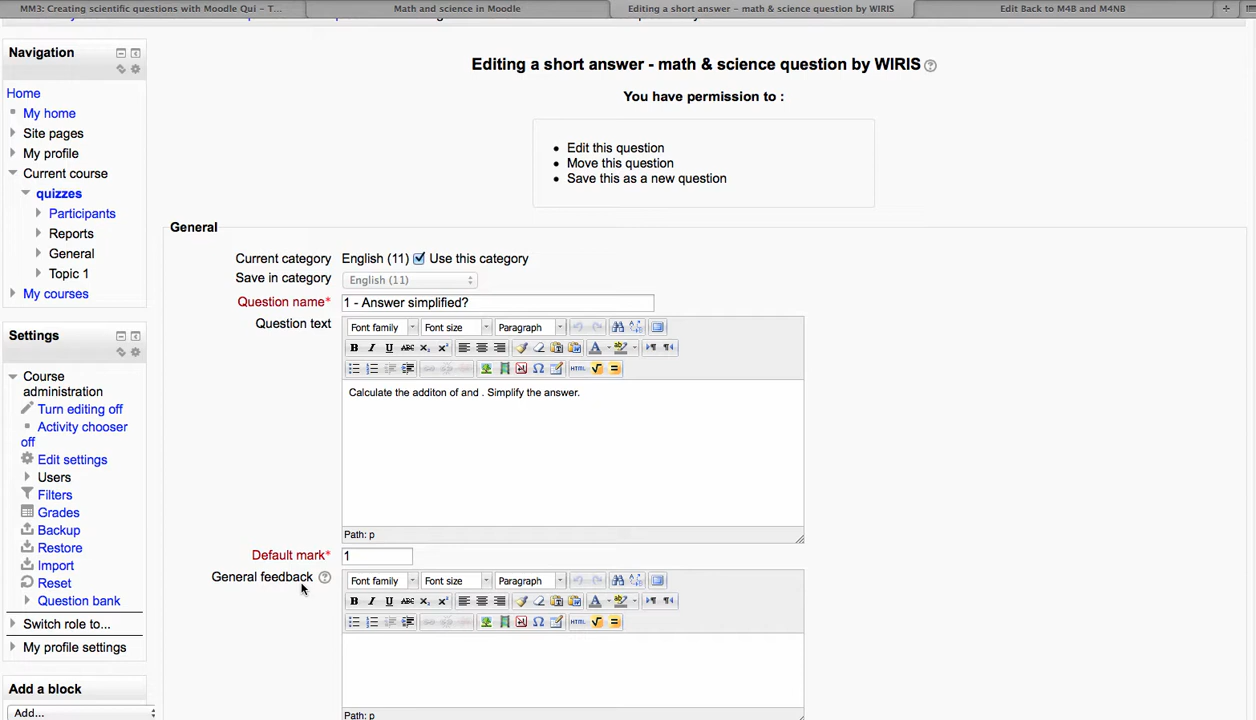 MM3: Creating scientific questions with Moodle Qui - T...
Math and science in Moodle
Editing a short answer – math & science question by WIRIS
Edit Back to M4B and M4NB
Navigation
Home
My home
Site pages
My profile
Current course
quizzes
Participants
Reports
General
Topic 1
My courses
Settings
Course
administration
Turn editing off
Activity chooser
off
Edit settings
Users
Filters
Grades
Backup
Restore
Import
Reset
Question bank
Switch role to...
My profile settings
Add a block
Add...
Editing a short answer - math & science question by WIRIS
You have permission to :
Edit this question
Move this question
Save this as a new question
General
Current category English (11) Use this category
Save in category English (11)
Question name* 1 - Answer simplified?
Question text
Font family Font size Paragraph
B I U ABC
HTML
Calculate the additon of and . Simplify the answer.
Path: p
Default mark* 1
General feedback
Font family Font size Paragraph
B I U ABC
HTML
Path: p